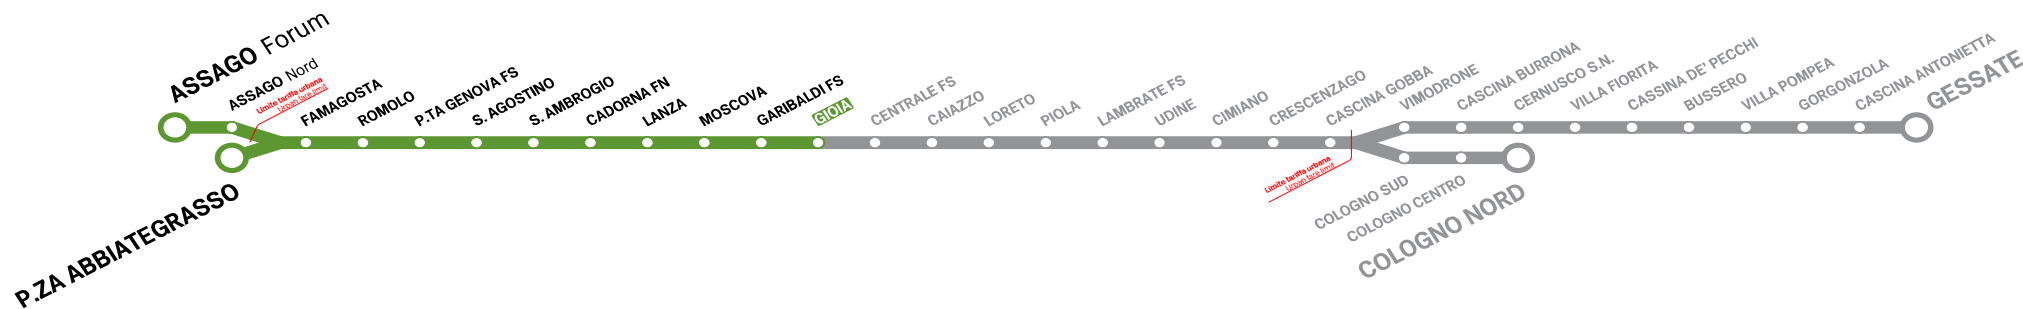 ASSAGO Forum
ASSAGO Nord
Limite tariffa urbana
Urban fare limit
P.ZA ABBIATEGRASSO
FAMAGOSTA
ROMOLO
P.TA GENOVA FS
S. AGOSTINO
S. AMBROGIO
CADORNA FN
LANZA
MOSCOVA
GARIBALDI FS
GIOIA
CENTRALE FS
CAIAZZO
LORETO
PIOLA
LAMBRATE FS
UDINE
CIMIANO
CRESCENZAGO
CASCINA GOBBA
Limite tariffa urbana
Urban fare limit
VIMODRONE
CASCINA BURRONA
CERNUSCO S.N.
VILLA FIORITA
CASSINA DE' PECCHI
BUSSERO
VILLA POMPEA
GORGONZOLA
CASCINA ANTONIETTA
GESSATE
COLOGNO SUD
COLOGNO CENTRO
COLOGNO NORD